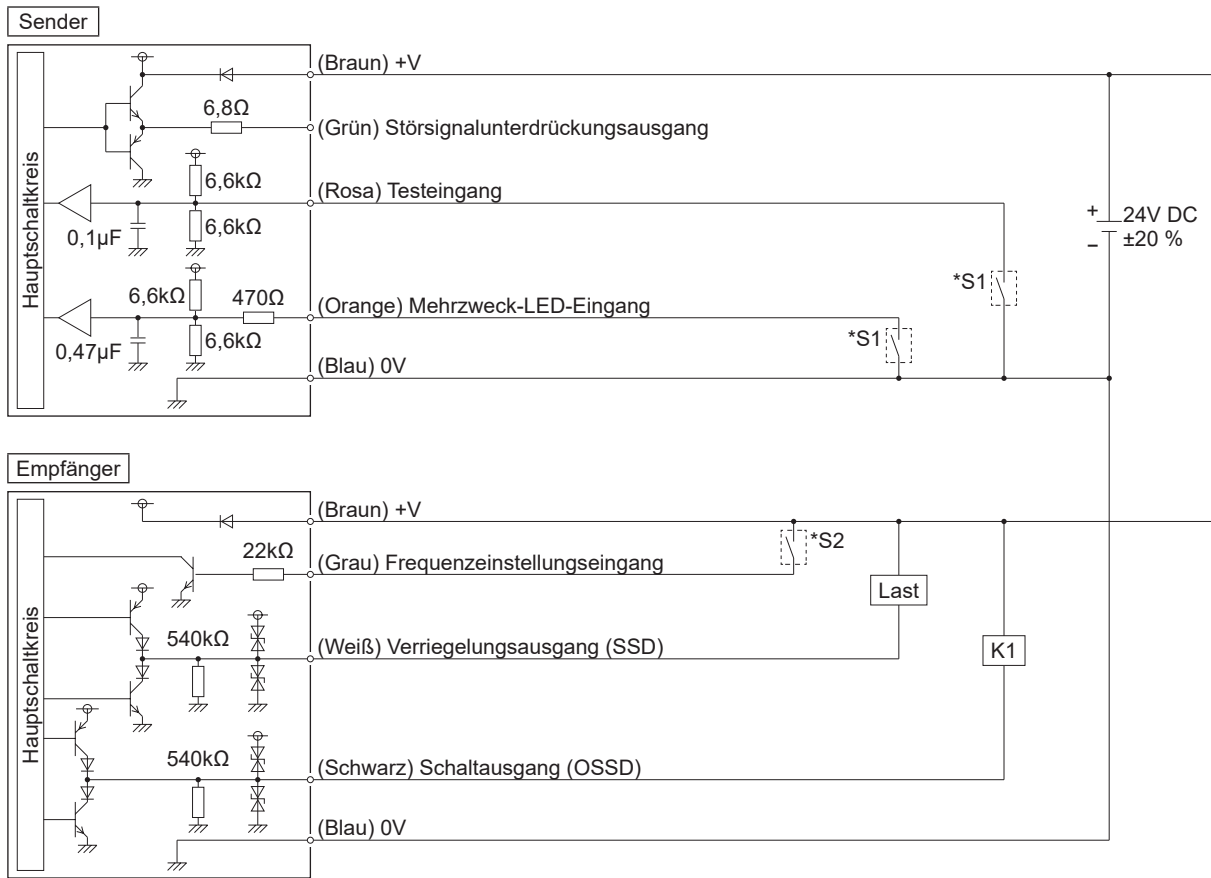 Sender
Hauptschaltkreis
(Braun) +V
6,8Ω
(Grün) Störsignalunterdrückungsausgang
6,6kΩ
(Rosa) Testeingang
6,6kΩ
0,1µF
+
24V DC
−
±20 %
*S1
6,6kΩ
470Ω
(Orange) Mehrzweck-LED-Eingang
6,6kΩ
0,47µF
*S1
(Blau) 0V
Empfänger
Hauptschaltkreis
(Braun) +V
*S2
22kΩ
(Grau) Frequenzeinstellungseingang
Last
540kΩ
(Weiß) Verriegelungsausgang (SSD)
K1
540kΩ
(Schwarz) Schaltausgang (OSSD)
(Blau) 0V